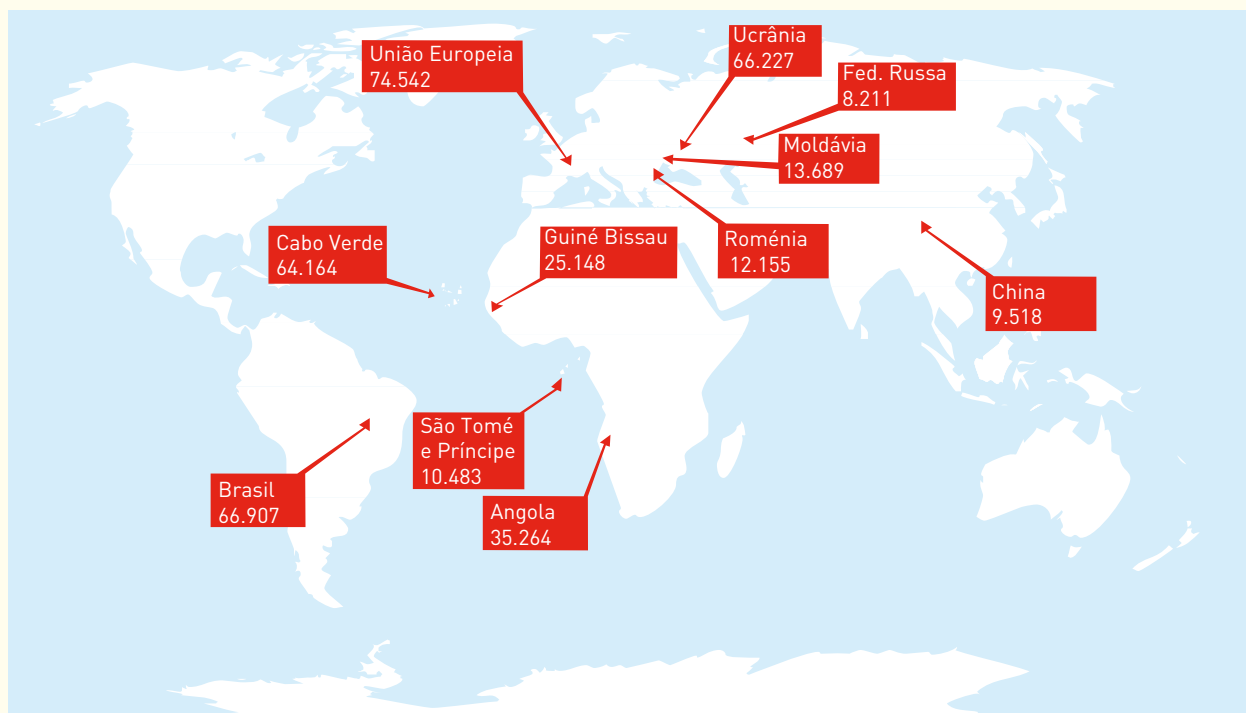 União Europeia
74.542
Ucrânia
66.227
Fed. Russa
8.211
Moldávia
13.689
Cabo Verde
64.164
Guiné Bissau
25.148
Roménia
12.155
China
9.518
São Tomé
e Príncipe
10.483
Brasil
66.907
Angola
35.264